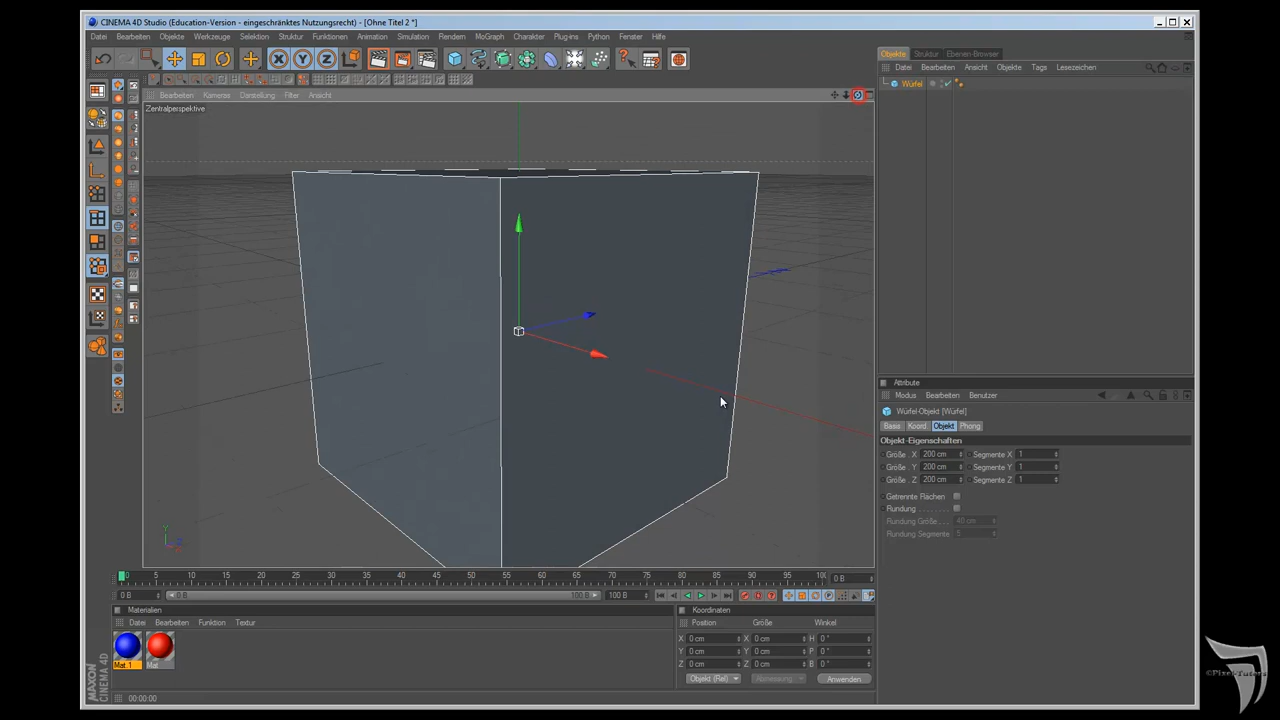 CINEMA 4D Studio (Education-Version - eingeschränktes Nutzungsrecht) - [Ohne Titel 2 *]
Datei Bearbeiten Objekte Werkzeuge Selektion Struktur Funktionen Animation Simulation Rendern MoGraph Charakter Plug-ins Python Fenster Hilfe
Objekte Struktur Ebenen-Browser
Datei Bearbeiten Ansicht Objekte Tags Lesezeichen
Würfel
Bearbeiten Kameras Darstellung Filter Ansicht
Zentralperspektive
Attribute
Modus Bearbeiten Benutzer
Würfel-Objekt [Würfel]
Basis Koord. Objekt Phong
Objekt-Eigenschaften
Größe . X 200 cm Segmente X 1
Größe . Y 200 cm Segmente Y 1
Größe . Z 200 cm Segmente Z 1
Getrennte Flächen
Rundung
Rundung Größe . . . 40 cm
Rundung Segmente 5
Y
Z
0 5 10 15 20 25 30 35 40 45 50 55 60 65 70 75 80 85 90 95 0 B
0 B 0 B 100 B 100 B
Materialien
Datei Bearbeiten Funktion Textur
Mat.1 Mat
Koordinaten
Position Größe Winkel
X 0 cm X 0 cm H 0 °
Y 0 cm Y 0 cm P 0 °
Z 0 cm Z 0 cm B 0 °
Objekt (Rel) Abmessung Anwenden
MAXON
CINEMA 4D
00:00:00